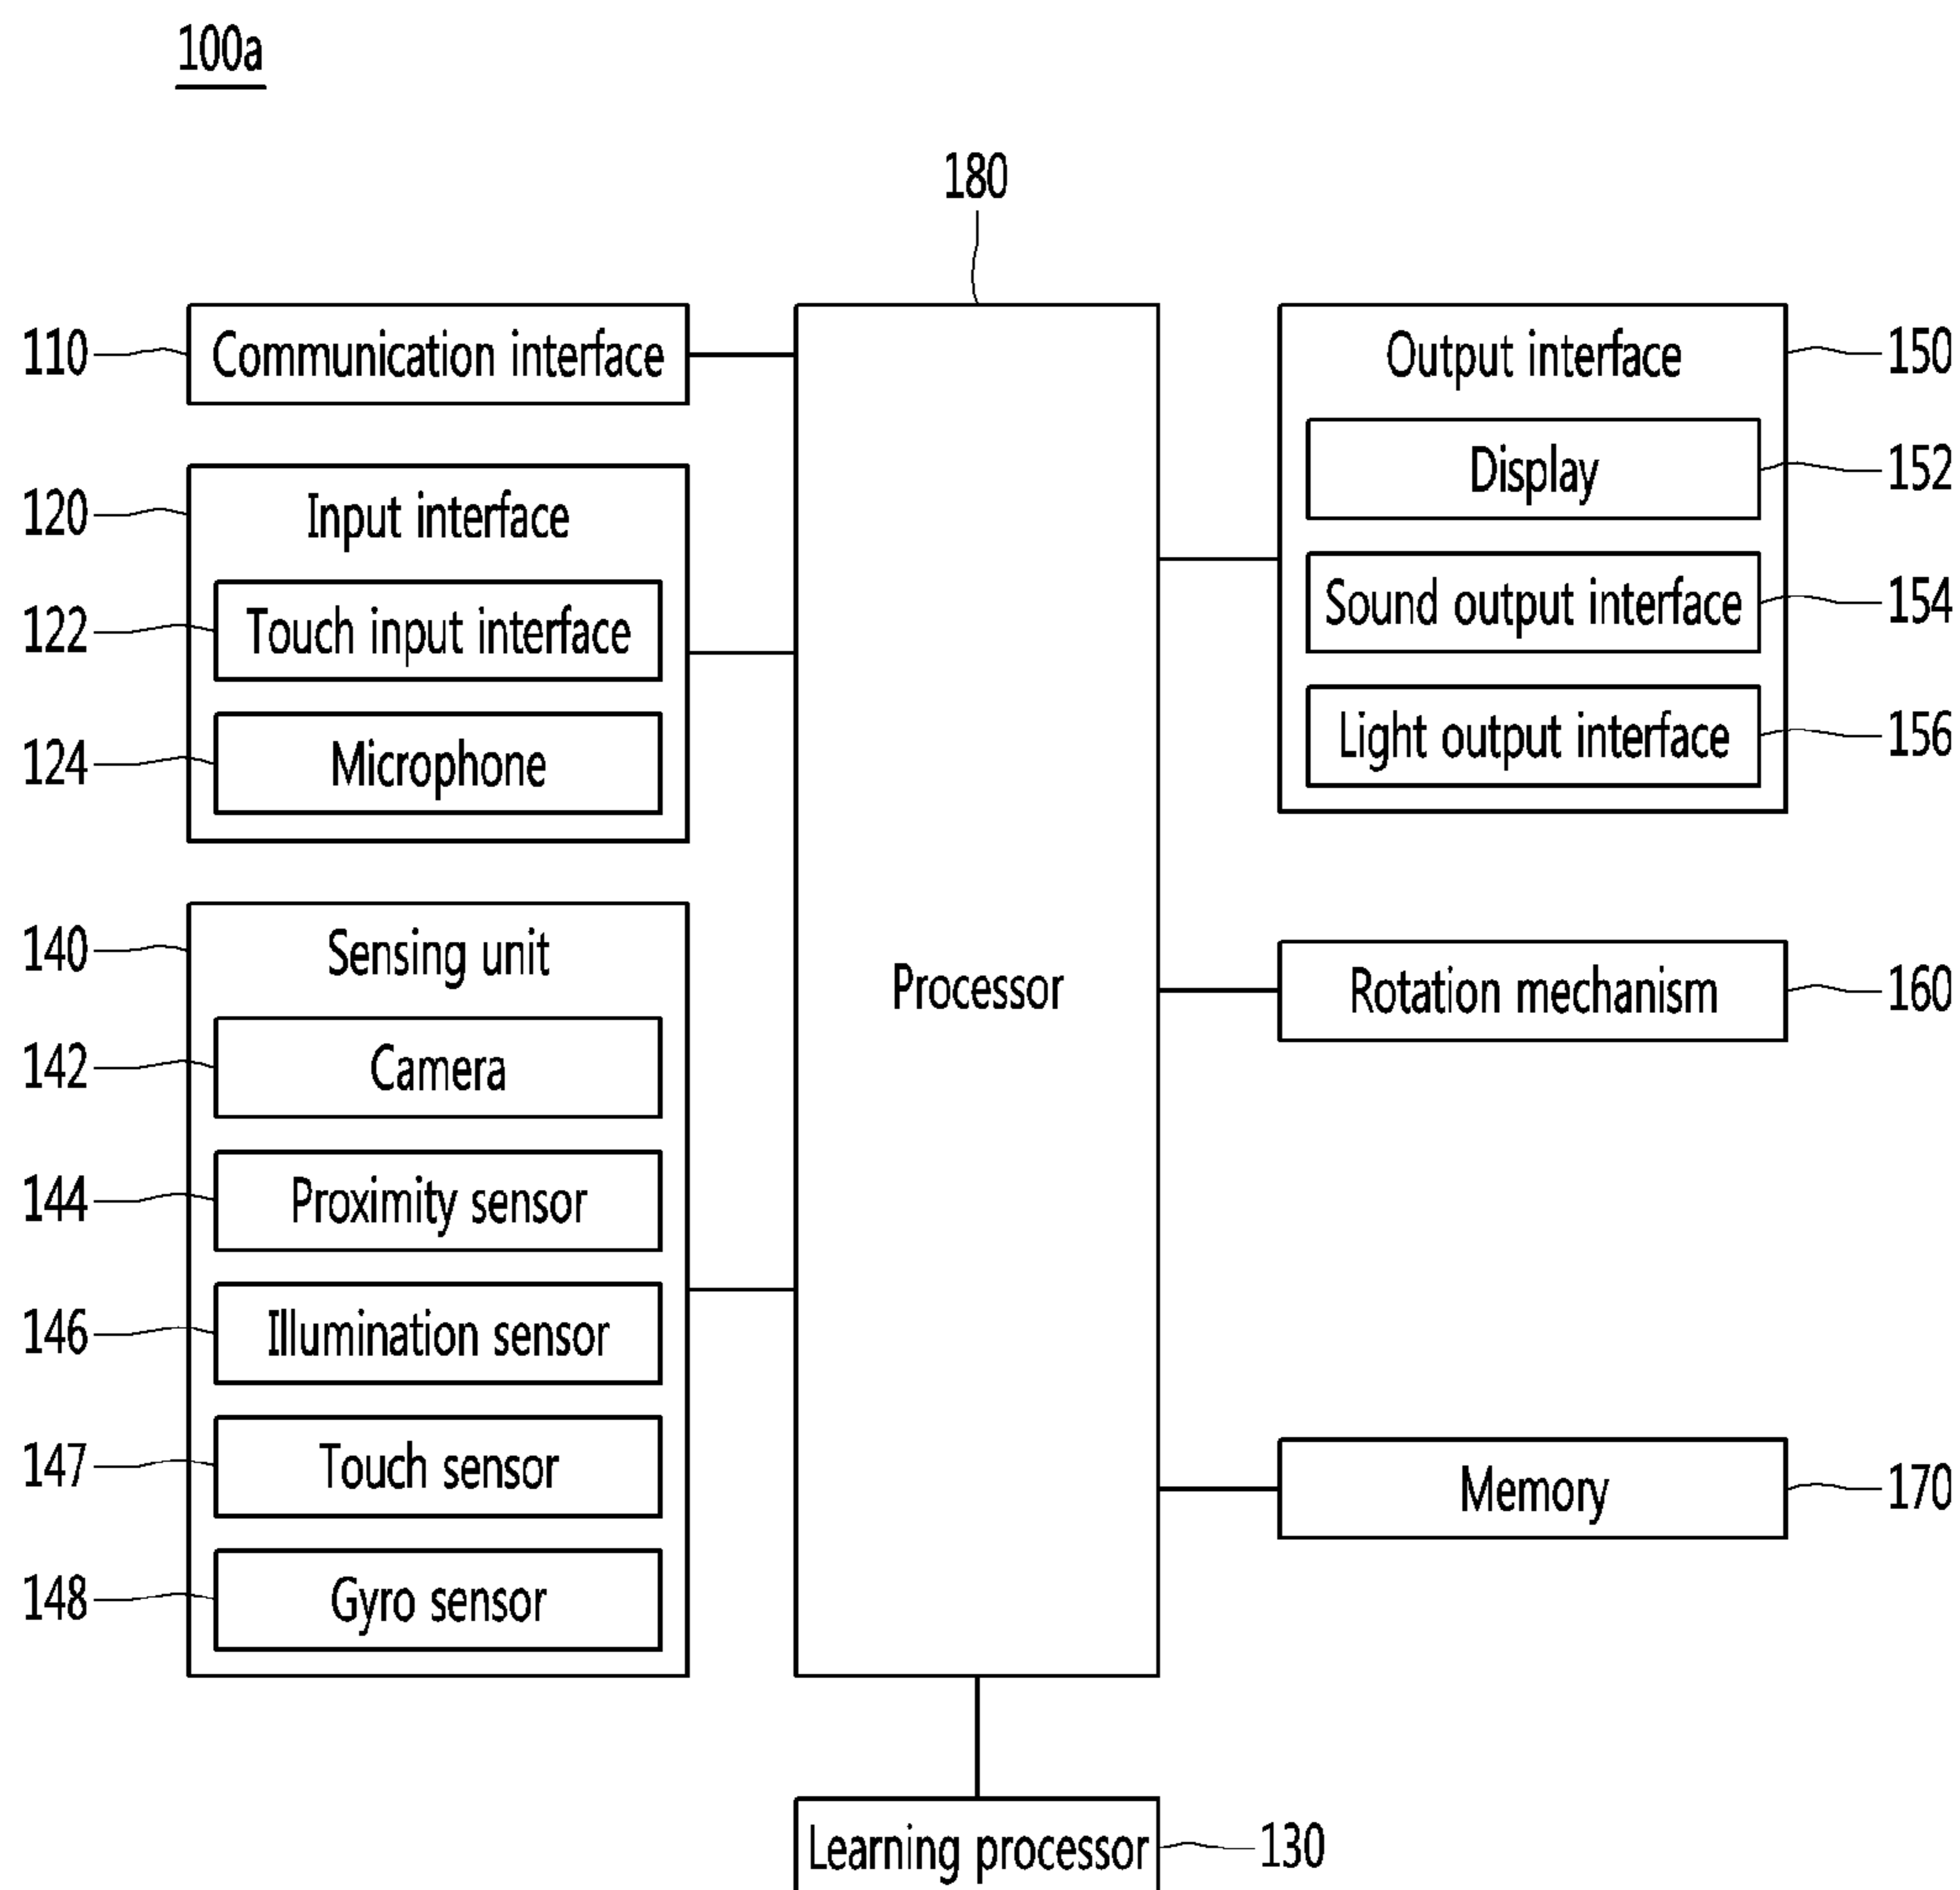 100a
180
110
Communication interface
120
Input interface
122
Touch input interface
124
Microphone
140
Sensing unit
142
Camera
144
Proximity sensor
146
Illumination sensor
147
Touch sensor
148
Gyro sensor
Processor
Output interface
150
Display
152
Sound output interface
154
Light output interface
156
Rotation mechanism
160
Memory
170
Learning processor
130